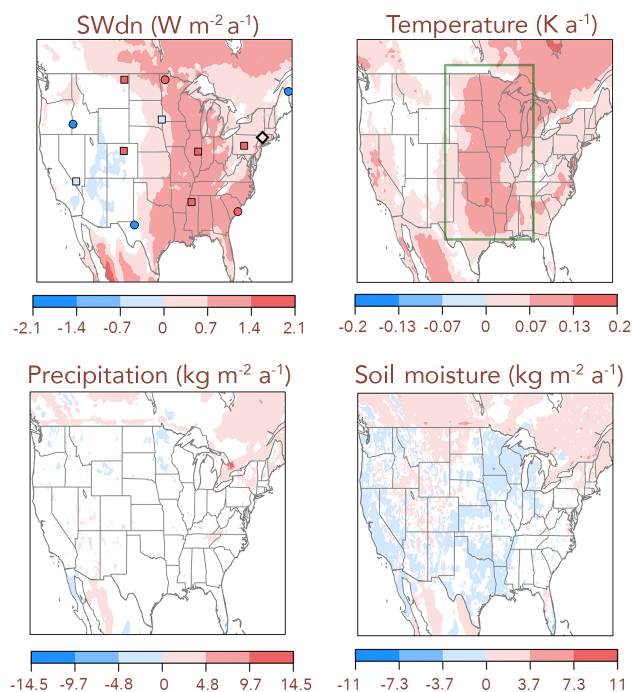 SWdn (W m-2 a-1)
Temperature (K a-1)
-2.1 -1.4 -0.7 0 0.7 1.4 2.1
-0.2 -0.13 -0.07 0 0.07 0.13 0.2
Precipitation (kg m-2 a-1)
Soil moisture (kg m-2 a-1)
-14.5 -9.7 -4.8 0 4.8 9.7 14.5
-11 -7.3 -3.7 0 3.7 7.3 11